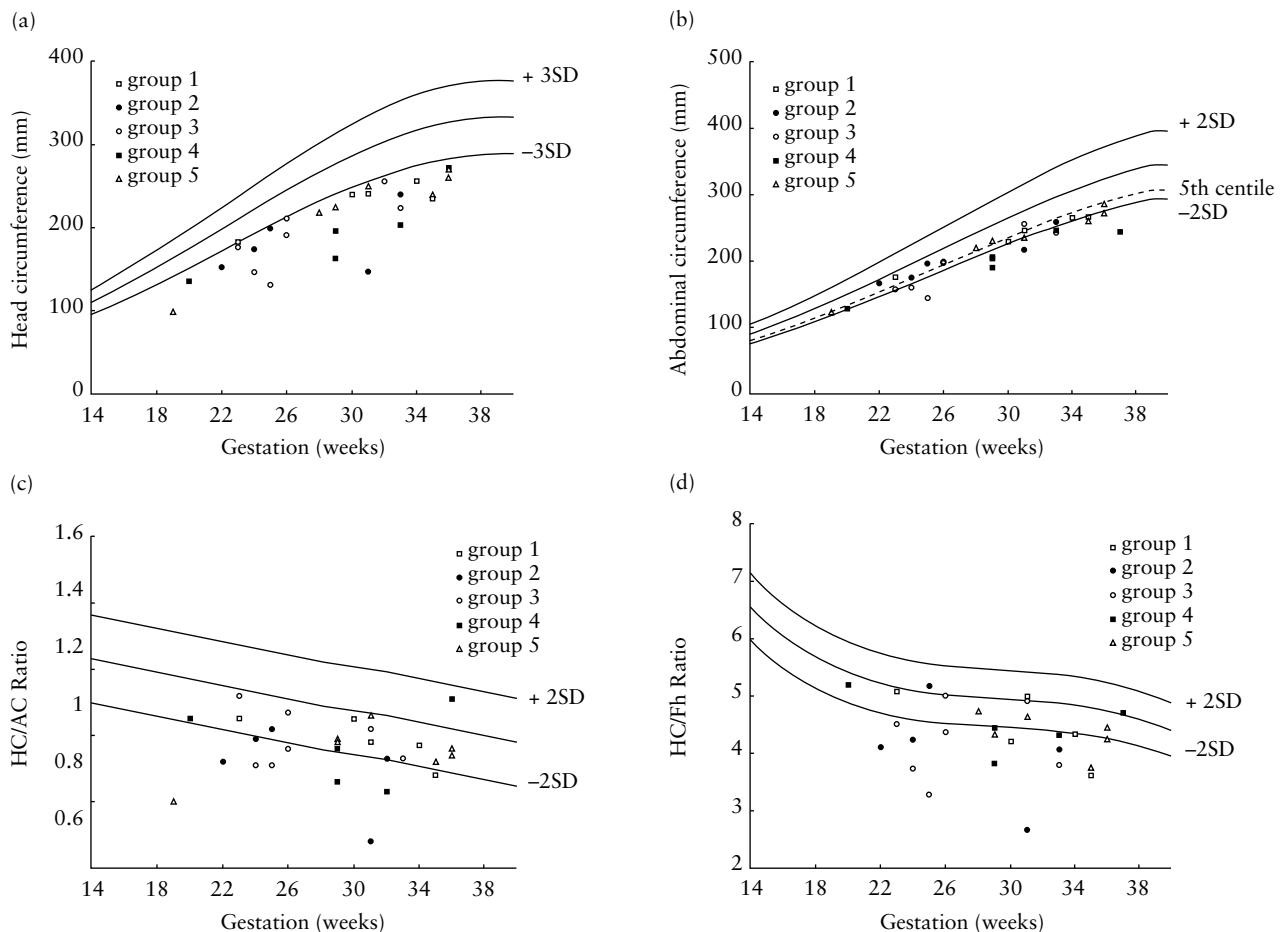 (a)
400
300
200
100
0
Head circumference (mm)
group 1
group 2
group 3
group 4
group 5
+ 3SD
–3SD
14 18 22 26 30 34 38
Gestation (weeks)
(b)
500
400
300
200
100
0
Abdominal circumference (mm)
group 1
group 2
group 3
group 4
group 5
+ 2SD
5th centile
–2SD
14 18 22 26 30 34 38
Gestation (weeks)
(c)
1.6
1.4
1.2
1
0.8
0.6
HC/AC Ratio
group 1
group 2
group 3
group 4
group 5
+ 2SD
–2SD
14 18 22 26 30 34 38
Gestation (weeks)
(d)
8
7
6
5
4
3
2
HC/Fh Ratio
group 1
group 2
group 3
group 4
group 5
+ 2SD
–2SD
14 18 22 26 30 34 38
Gestation (weeks)